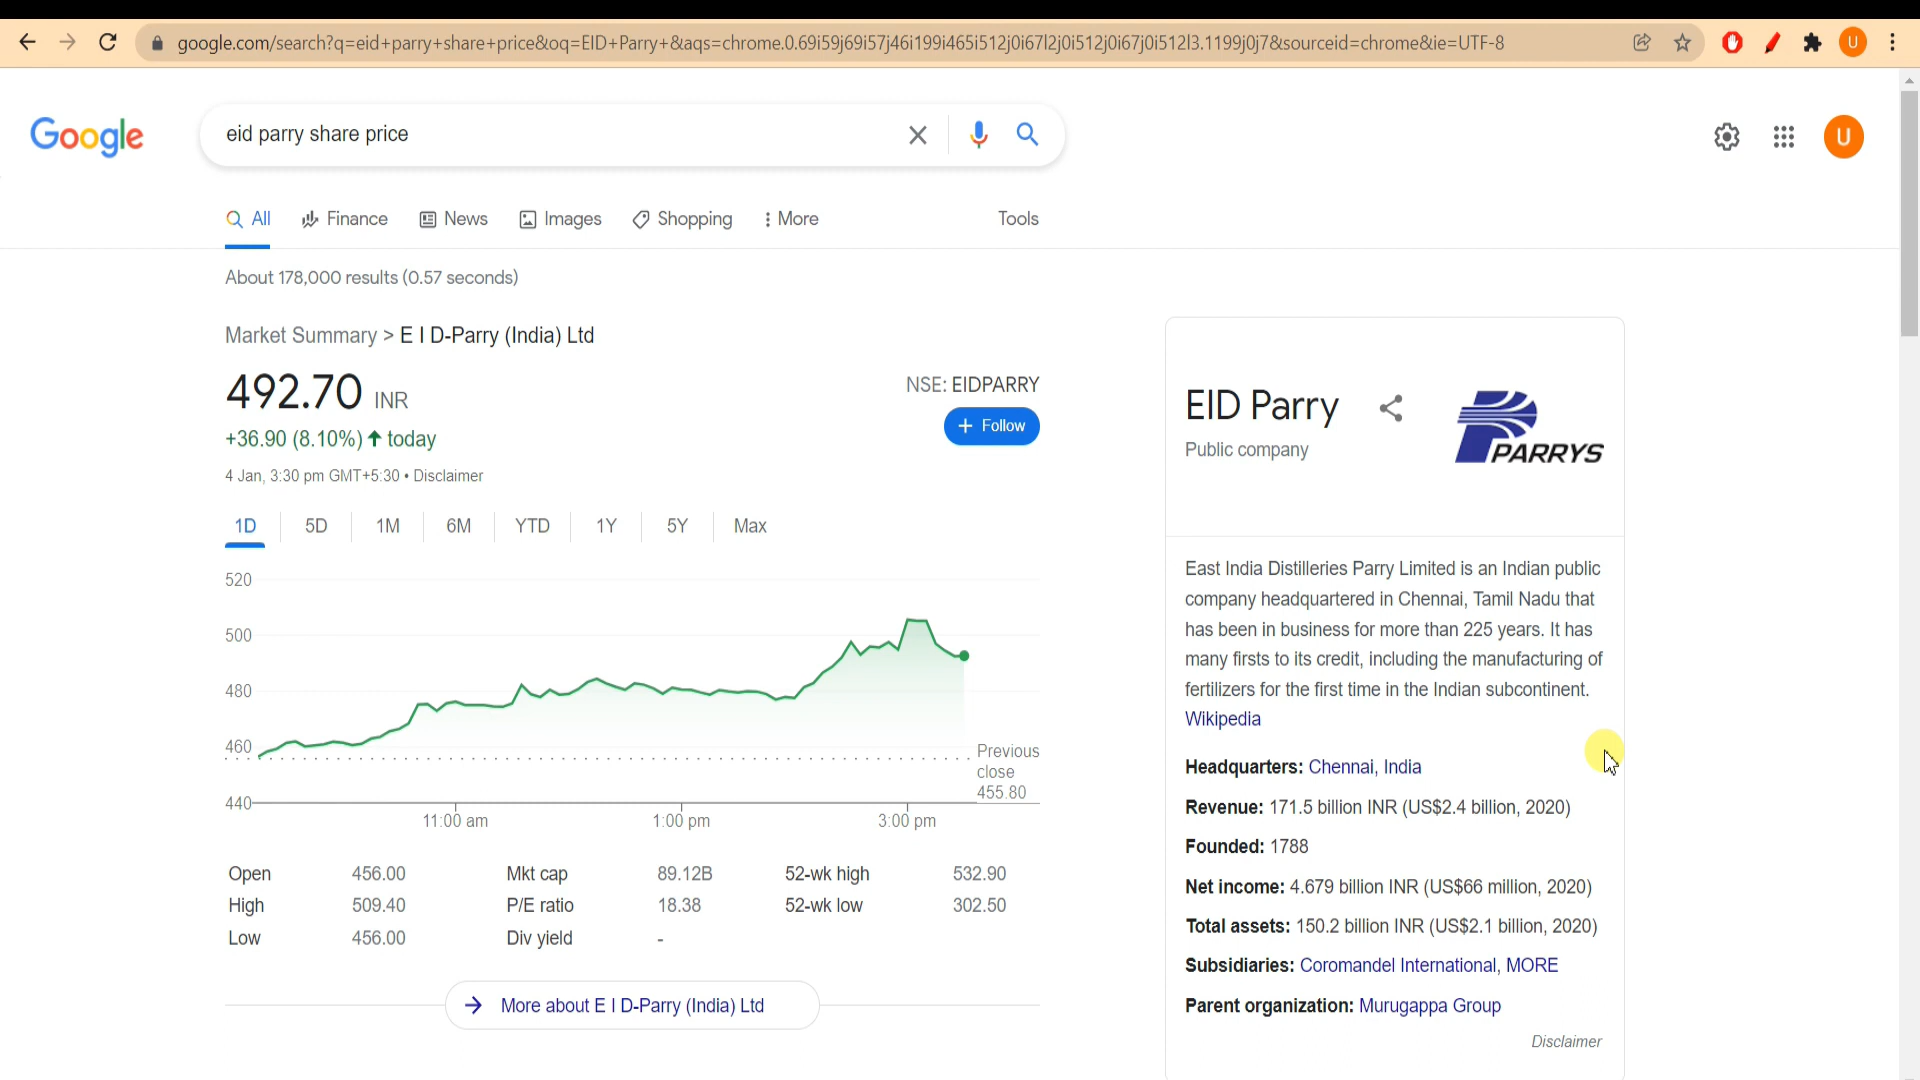 google.com/search?q=eid+parry+share+price&oq=EID+Parry+&aqs=chrome.0.69i59j69i57j46i199i465i512j0i67l2j0i512j0i67j0i512l3.1199j0j7&sourceid=chrome&ie=UTF-8
U
Google
eid parry share price
U
All
Finance
News
Images
Shopping
More
Tools
About 178,000 results (0.57 seconds)
Market Summary > E I D-Parry (India) Ltd
492.70 INR
NSE: EIDPARRY
+ Follow
+36.90 (8.10%) today
4 Jan, 3:30 pm GMT+5:30 • Disclaimer
1D
5D
1M
6M
YTD
1Y
5Y
Max
520
500
480
460
440
Previous
close
455.80
11:00 am
1:00 pm
3:00 pm
Open 456.00 Mkt cap 89.12B 52-wk high 532.90
High 509.40 P/E ratio 18.38 52-wk low 302.50
Low 456.00 Div yield -
More about E I D-Parry (India) Ltd
EID Parry
Public company
PARRYS
East India Distilleries Parry Limited is an Indian public
company headquartered in Chennai, Tamil Nadu that
has been in business for more than 225 years. It has
many firsts to its credit, including the manufacturing of
fertilizers for the first time in the Indian subcontinent.
Wikipedia
Headquarters: Chennai, India
Revenue: 171.5 billion INR (US$2.4 billion, 2020)
Founded: 1788
Net income: 4.679 billion INR (US$66 million, 2020)
Total assets: 150.2 billion INR (US$2.1 billion, 2020)
Subsidiaries: Coromandel International, MORE
Parent organization: Murugappa Group
Disclaimer